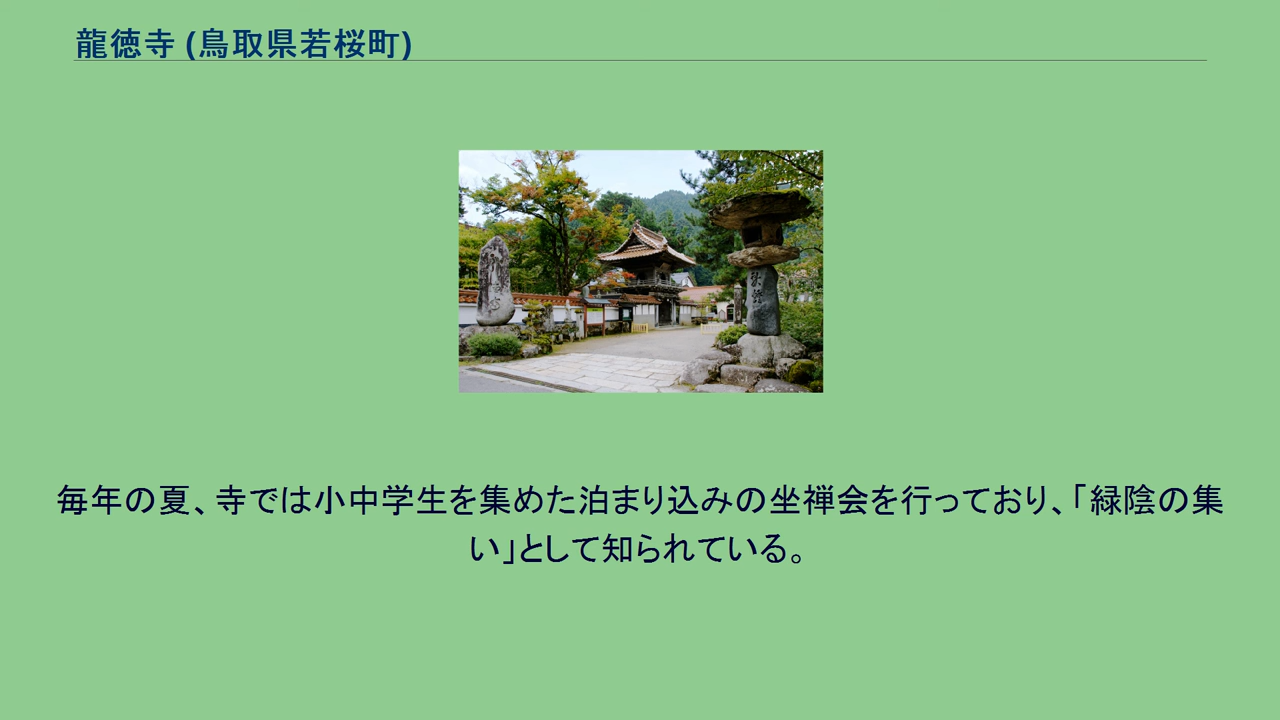 龍徳寺 (鳥取県若桜町)
毎年の夏、寺では小中学生を集めた泊まり込みの坐禅会を行っており、「緑陰の集
い」として知られている。